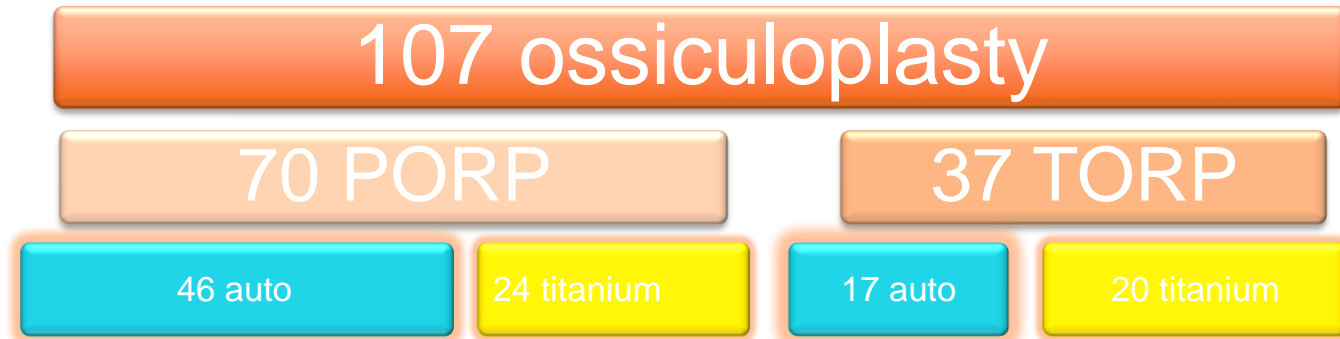 107 ossiculoplasty
70 PORP 37 TORP
46 auto 24 titanium 17 auto 20 titanium